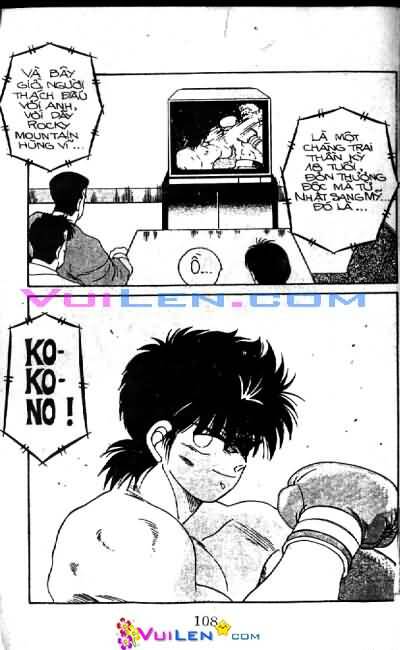 VÀ BÂY
GIỜ NGƯỜI
THÁCH ĐẤU
VỚI ANH,
VỚI DÃY
ROCKY
MOUNTAIN
HÙNG VĨ...
LÀ MỘT
CHÀNG TRAI
THẦN KỲ
18 TUỔI
ĐƠN THƯƠNG
ĐỘC MÃ TỪ
NHẬT SANG MỸ...
ĐÓ LÀ...
Ồ...
VuiLen.com
KO-
KO-
NO!
108
VuiLen
.com